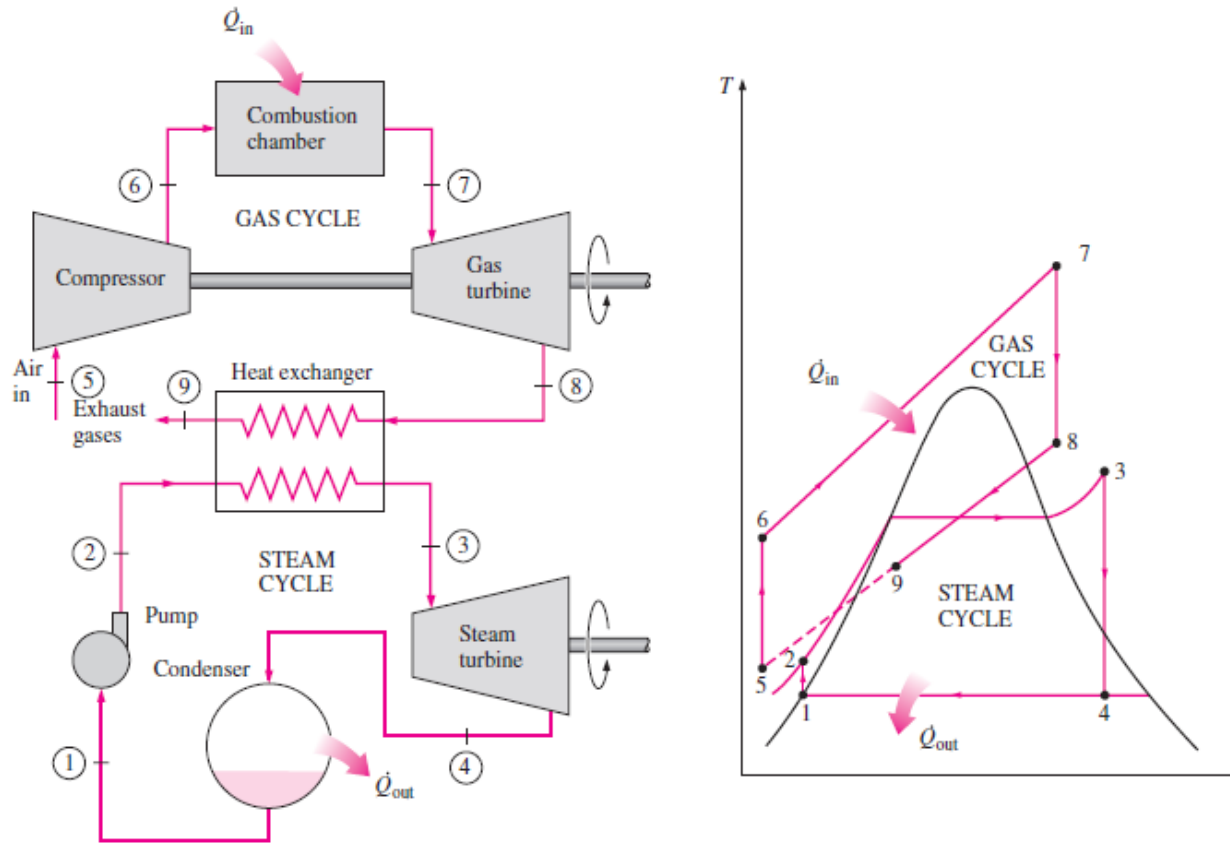 Q̇in
Combustion
chamber
6
7
GAS CYCLE
Compressor
Gas
turbine
Air
in
5
9
Heat exchanger
8
Exhaust
gases
2
3
STEAM
CYCLE
Pump
Steam
turbine
Condenser
1
4
Q̇out
T
7
GAS
CYCLE
Q̇in
8
3
6
9
STEAM
CYCLE
2
5
1
4
Q̇out